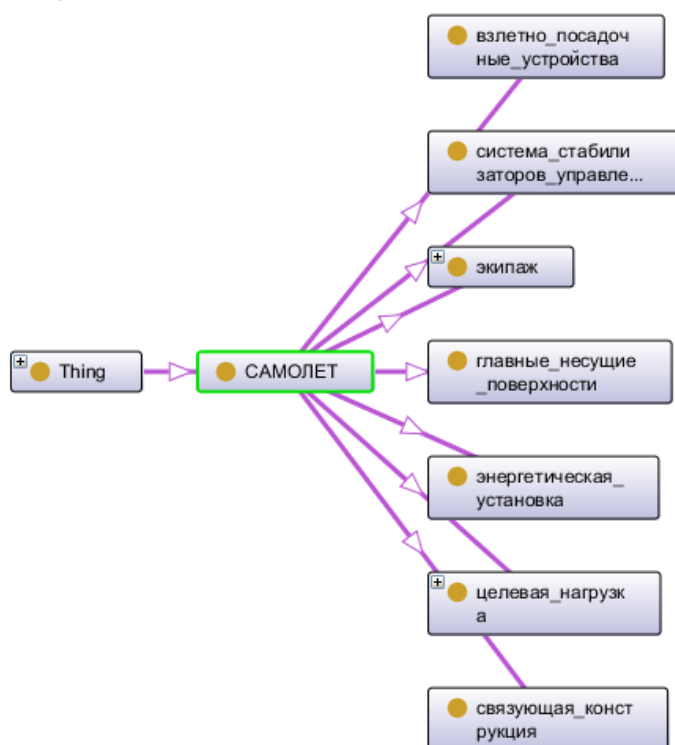 взлетно_посадоч
ные_устройства
система_стабили
заторов_управле...
экипаж
Thing
САМОЛЕТ
главные_несущие
_поверхности
энергетическая_
установка
целевая_нагрузк
а
связующая_конст
рукция